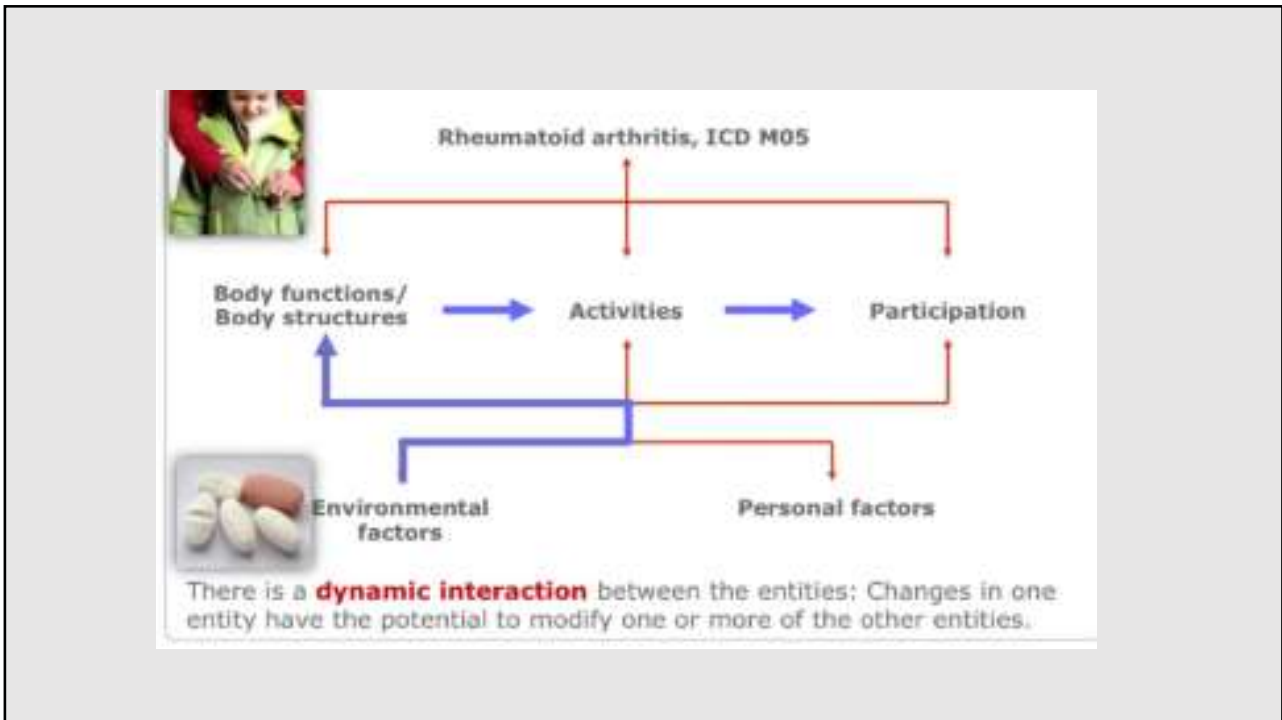 Rheumatoid arthritis, ICD M05
Body functions/
Body structures
Activities
Participation
Environmental
factors
Personal factors
There is a dynamic interaction between the entities: Changes in one
entity have the potential to modify one or more of the other entities.